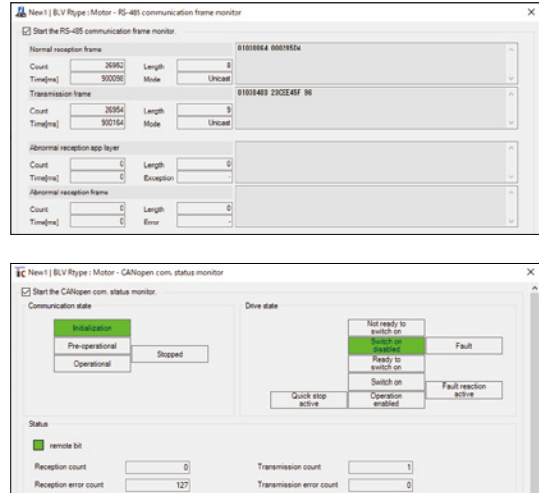 New1 | BLV Rtype : Motor - RS-485 communication frame monitor
Start the RS-485 communication frame monitor.
Normal reception frame
Count 26952 Length 8
Time[ms] 900098 Mode Unicast
Transmission frame
Count 26954 Length 9
Time[ms] 900164 Mode Unicast
Abnormal reception app layer
Count 0 Length 0
Time[ms] 0 Exception -
Abnormal reception frame
Count 0 Length 0
Time[ms] 0 Error -
New1 | BLV Rtype : Motor - CANopen com. status monitor
Start the CANopen com. status monitor.
Communication state
Initialization
Pre-operational
Operational
Stopped
Drive state
Not ready to
switch on
Switch on
disabled
Fault
Ready to
switch on
Switch on
Fault reaction
active
Quick stop
active
Operation
enabled
Status
remote bit
Reception count 0 Transmission count 1
Reception error count 127 Transmission error count 0